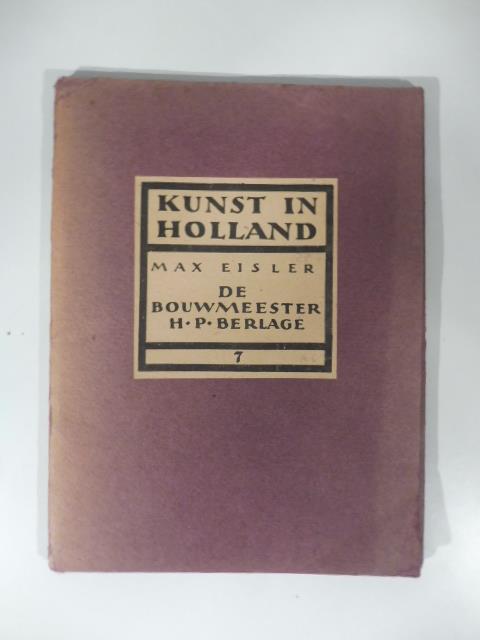 KUNST IN
HOLLAND
MAX EISLER
DE
BOUWMEESTER
H·P·BERLAGE
7